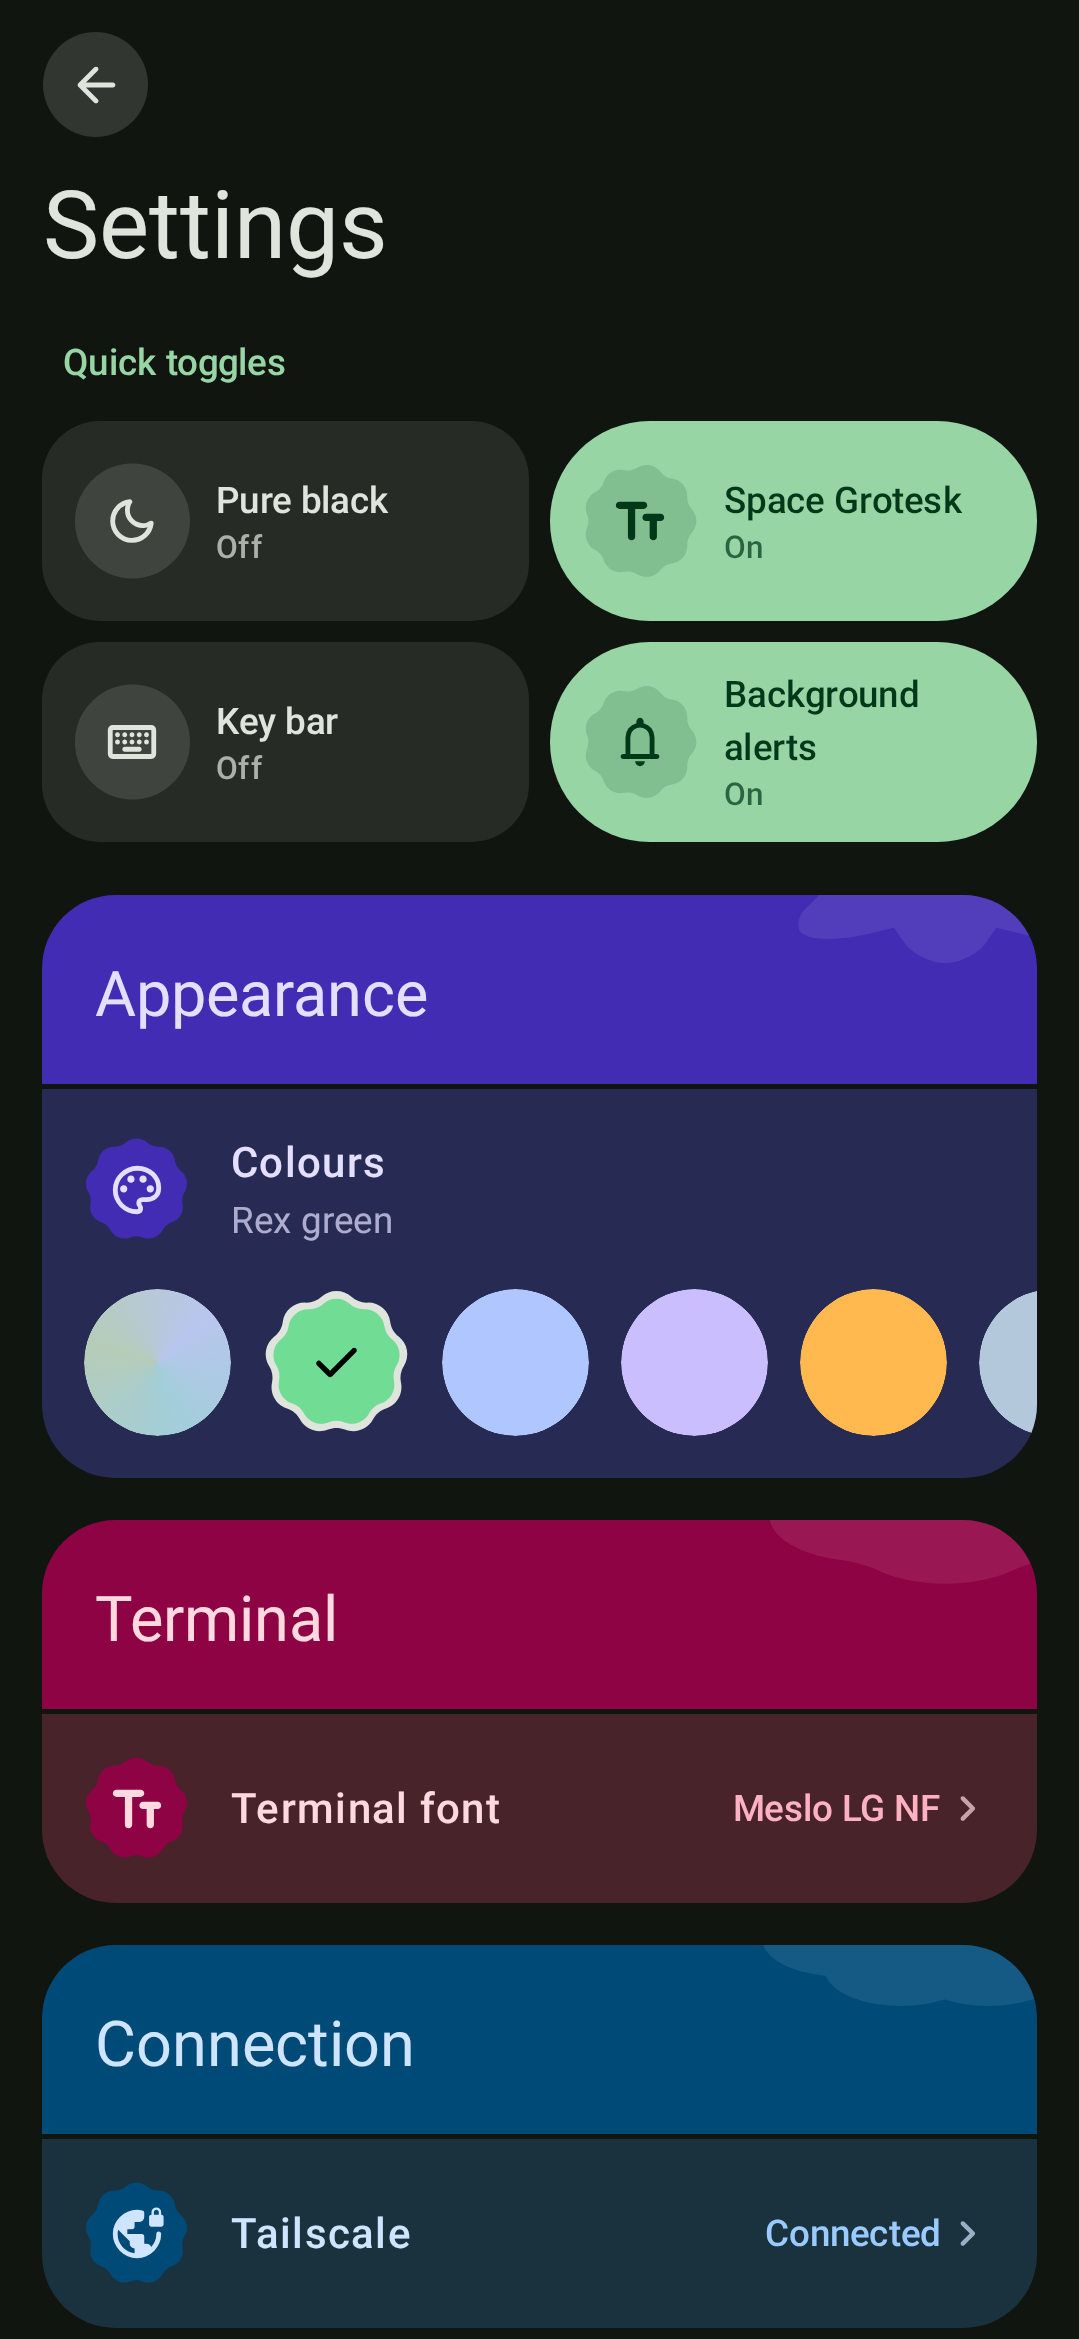 Settings
Quick toggles
Pure black
Off
Space Grotesk
On
Key bar
Off
Background
alerts
On
Appearance
Colours
Rex green
Terminal
Terminal font
Meslo LG NF
Connection
Tailscale
Connected